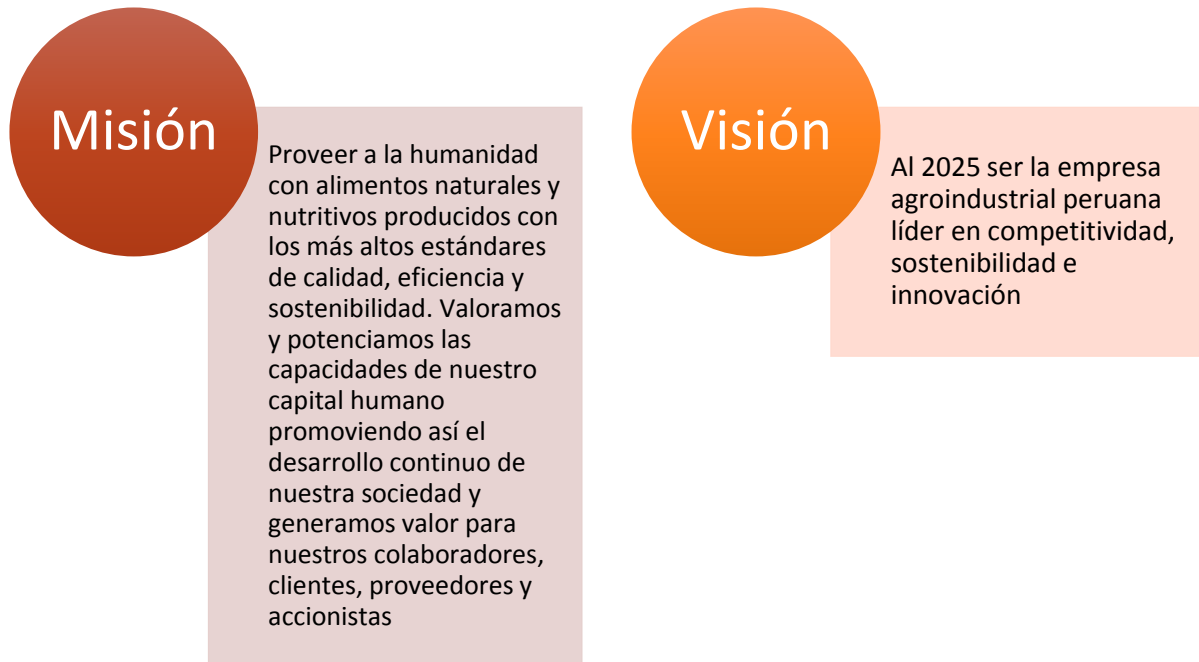 Misión
Proveer a la humanidad
con alimentos naturales y
nutritivos producidos con
los más altos estándares
de calidad, eficiencia y
sostenibilidad. Valoramos
y potenciamos las
capacidades de nuestro
capital humano
promoviendo así el
desarrollo continuo de
nuestra sociedad y
generamos valor para
nuestros colaboradores,
clientes, proveedores y
accionistas
Visión
Al 2025 ser la empresa
agroindustrial peruana
líder en competitividad,
sostenibilidad e
innovación